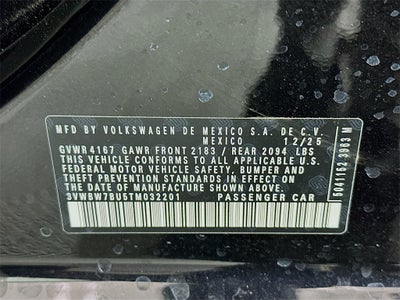 MFD BY VOLKSWAGEN DE MEXICO S.A. DE C.V.
MEXICO 12/25
GVWR 4167 GAWR FRONT 2183 / REAR 2094 LBS
THIS VEHICLE CONFORMS TO ALL APPLICABLE U.S.
FEDERAL MOTOR VEHICLE SAFETY, BUMPER, AND
THEFT PREVENTION STANDARDS IN EFFECT ON THE
DATE OF MANUFACTURE SHOWN ABOVE.
3VWBW7BU5TM032201 PASSENGER CAR
5041152 3963 M